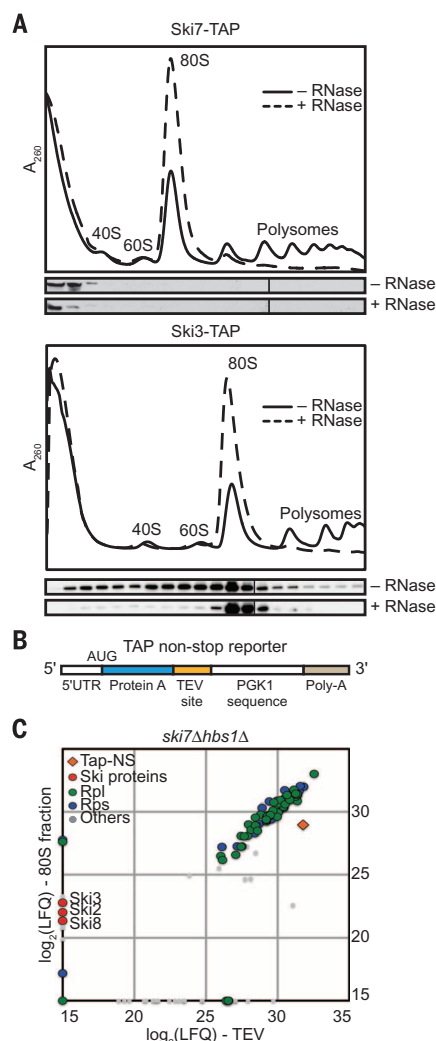 A
Ski7-TAP
80S
– RNase
+ RNase
A260
40S
60S
Polysomes
– RNase
+ RNase
Ski3-TAP
80S
– RNase
+ RNase
A260
40S
60S
Polysomes
– RNase
+ RNase
B
TAP non-stop reporter
5'
AUG
3'
5'UTR
Protein A
TEV site
PGK1 sequence
Poly-A
C
ski7Δhbs1Δ
Tap-NS
Ski proteins
Rpl
Rps
Others
Ski3
Ski2
Ski8
log2(LFQ) - 80S fraction
30
25
20
15
15
20
25
30
35
log2(LFQ) - TEV